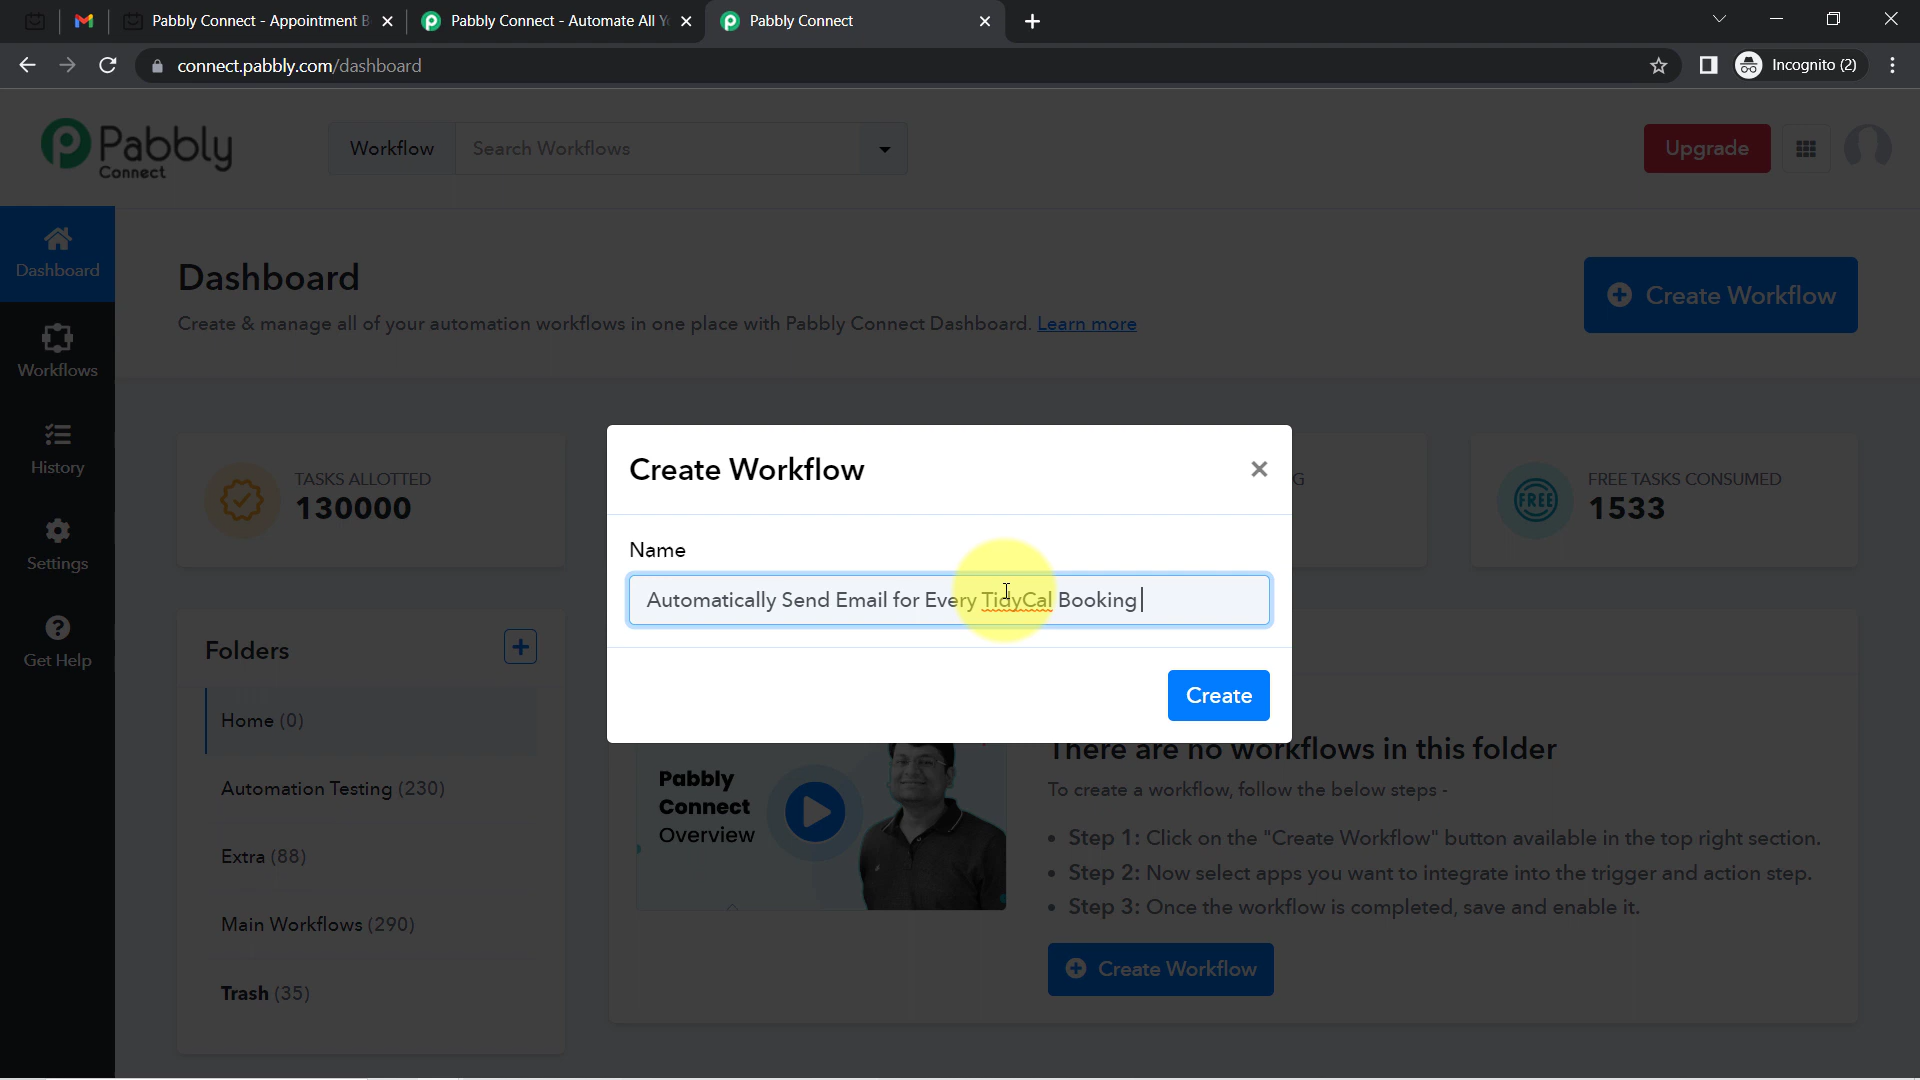 Pabbly Connect - Appointment B
Pabbly Connect - Automate All Y
Pabbly Connect
connect.pabbly.com/dashboard
Incognito (2)
Pabbly
Connect
Workflow
Search Workflows
Upgrade
Dashboard
Workflows
History
Settings
Get Help
Dashboard
Create & manage all of your automation workflows in one place with Pabbly Connect Dashboard. Learn more
Create Workflow
TASKS ALLOTTED
130000
G
FREE
FREE TASKS CONSUMED
1533
Create Workflow
Name
Automatically Send Email for Every TidyCal Booking
Create
Folders
Home (0)
Automation Testing (230)
Extra (88)
Main Workflows (290)
Trash (35)
Pabbly
Connect
Overview
There are no workflows in this folder
To create a workflow, follow the below steps -
• Step 1: Click on the "Create Workflow" button available in the top right section.
• Step 2: Now select apps you want to integrate into the trigger and action step.
• Step 3: Once the workflow is completed, save and enable it.
Create Workflow